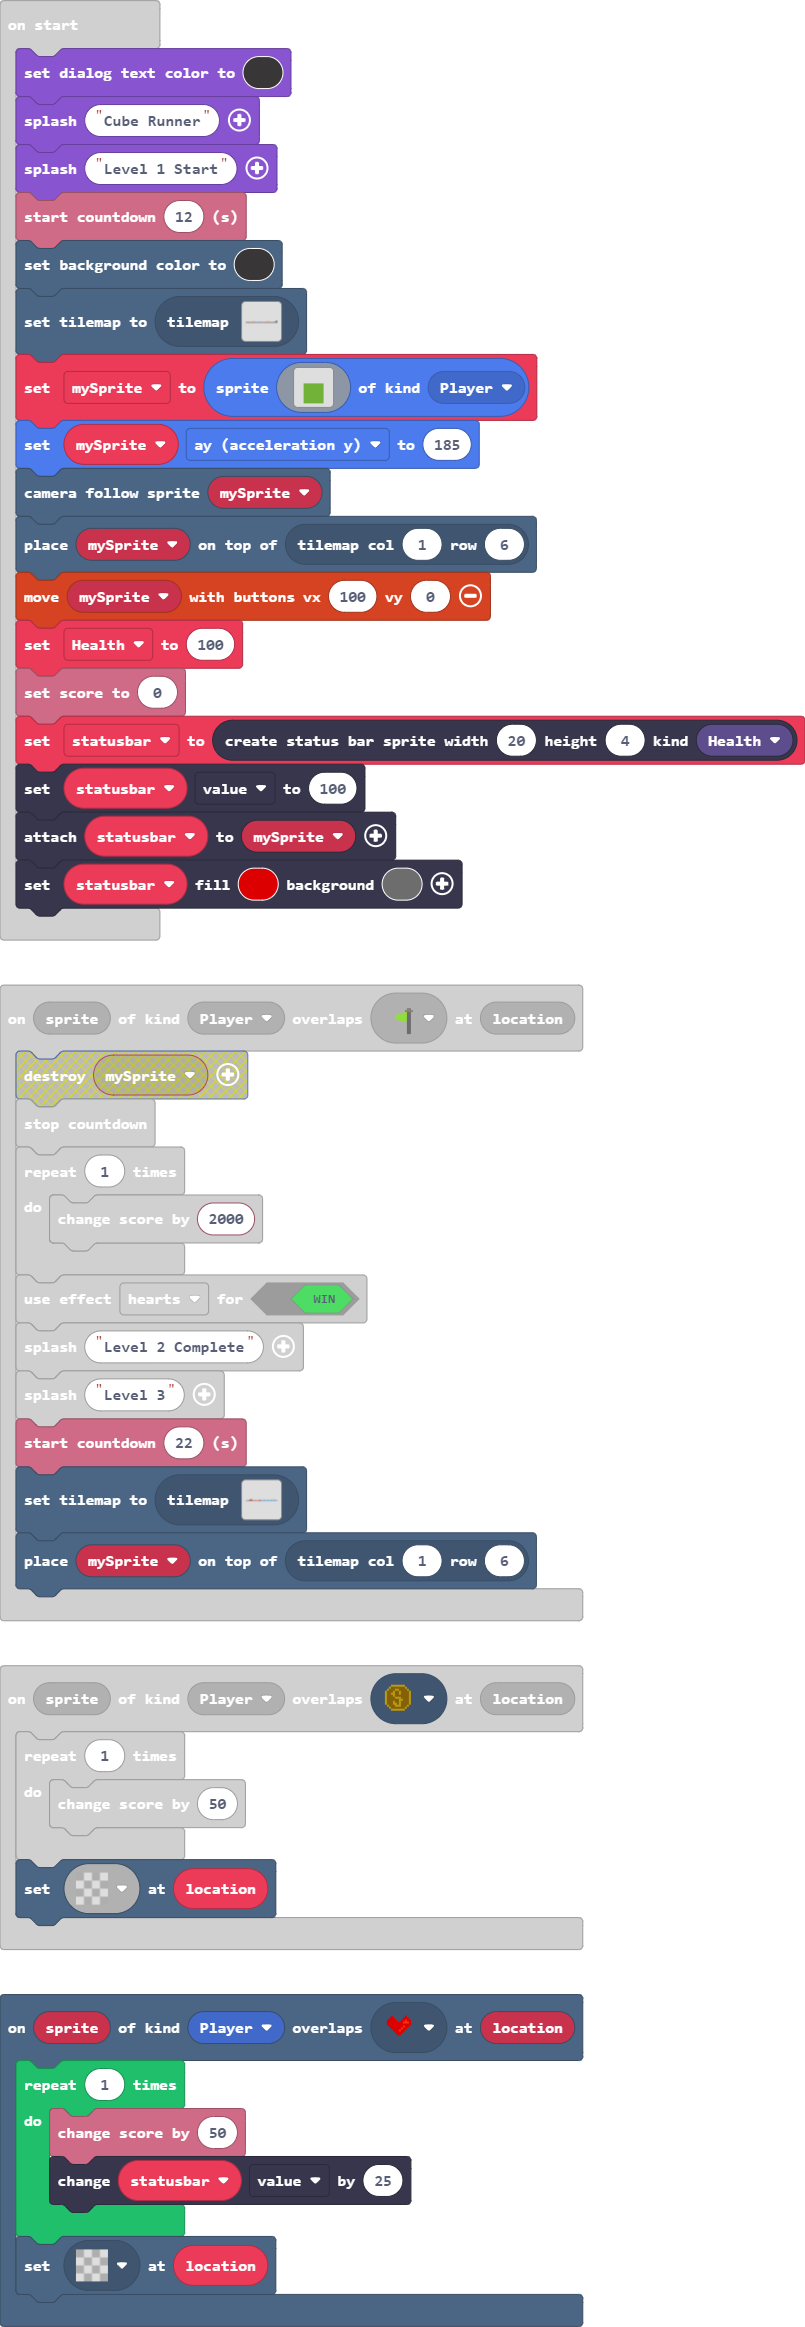 on start
set dialog text color to
splash "Cube Runner"
splash "Level 1 Start"
start countdown 12 (s)
set background color to
set tilemap to tilemap
set mySprite to sprite of kind Player
set mySprite ay (acceleration y) to 185
camera follow sprite mySprite
place mySprite on top of tilemap col 1 row 6
move mySprite with buttons vx 100 vy 0
set Health to 100
set score to 0
set statusbar to create status bar sprite width 20 height 4 kind Health
set statusbar value to 100
attach statusbar to mySprite
set statusbar fill background
on sprite of kind Player overlaps at location
destroy mySprite
stop countdown
repeat 1 times
do change score by 2000
use effect hearts for WIN
splash "Level 2 Complete"
splash "Level 3"
start countdown 22 (s)
set tilemap to tilemap
place mySprite on top of tilemap col 1 row 6
on sprite of kind Player overlaps at location
repeat 1 times
do change score by 50
set at location
on sprite of kind Player overlaps at location
repeat 1 times
do change score by 50
change statusbar value by 25
set at location